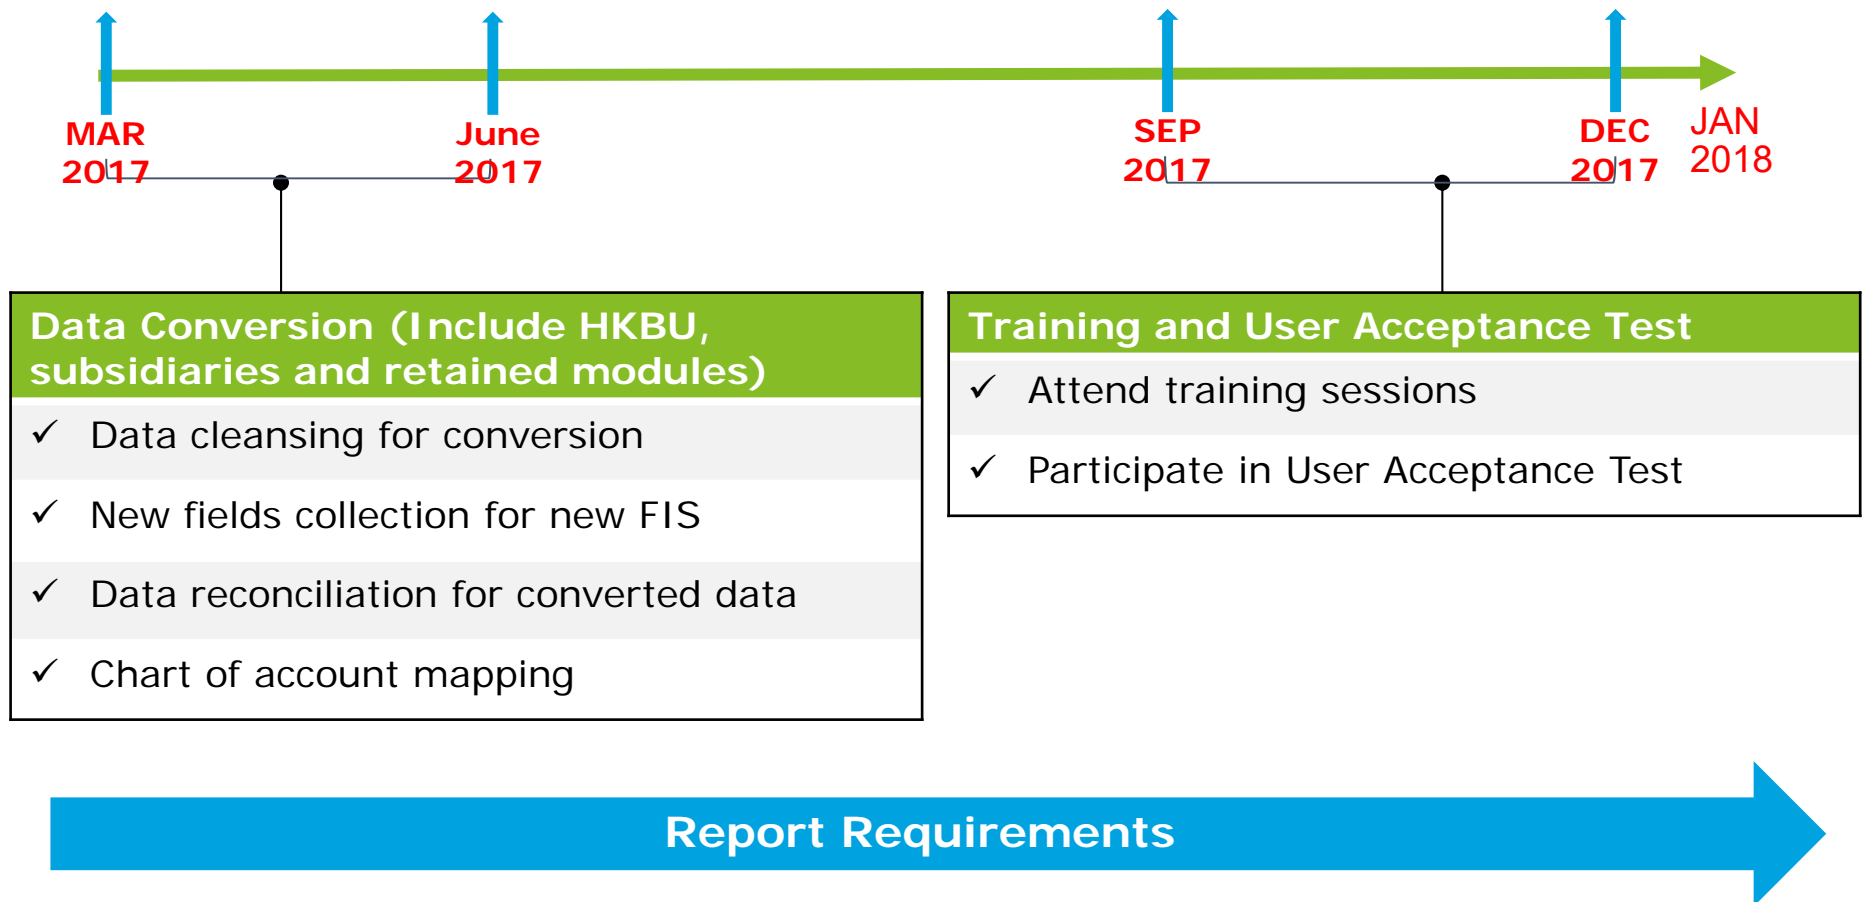 MAR
2017
June
2017
SEP
2017
DEC
2017
JAN
2018
Data Conversion (Include HKBU,
subsidiaries and retained modules)
✓ Data cleansing for conversion
✓ New fields collection for new FIS
✓ Data reconciliation for converted data
✓ Chart of account mapping
Training and User Acceptance Test
✓ Attend training sessions
✓ Participate in User Acceptance Test
Report Requirements